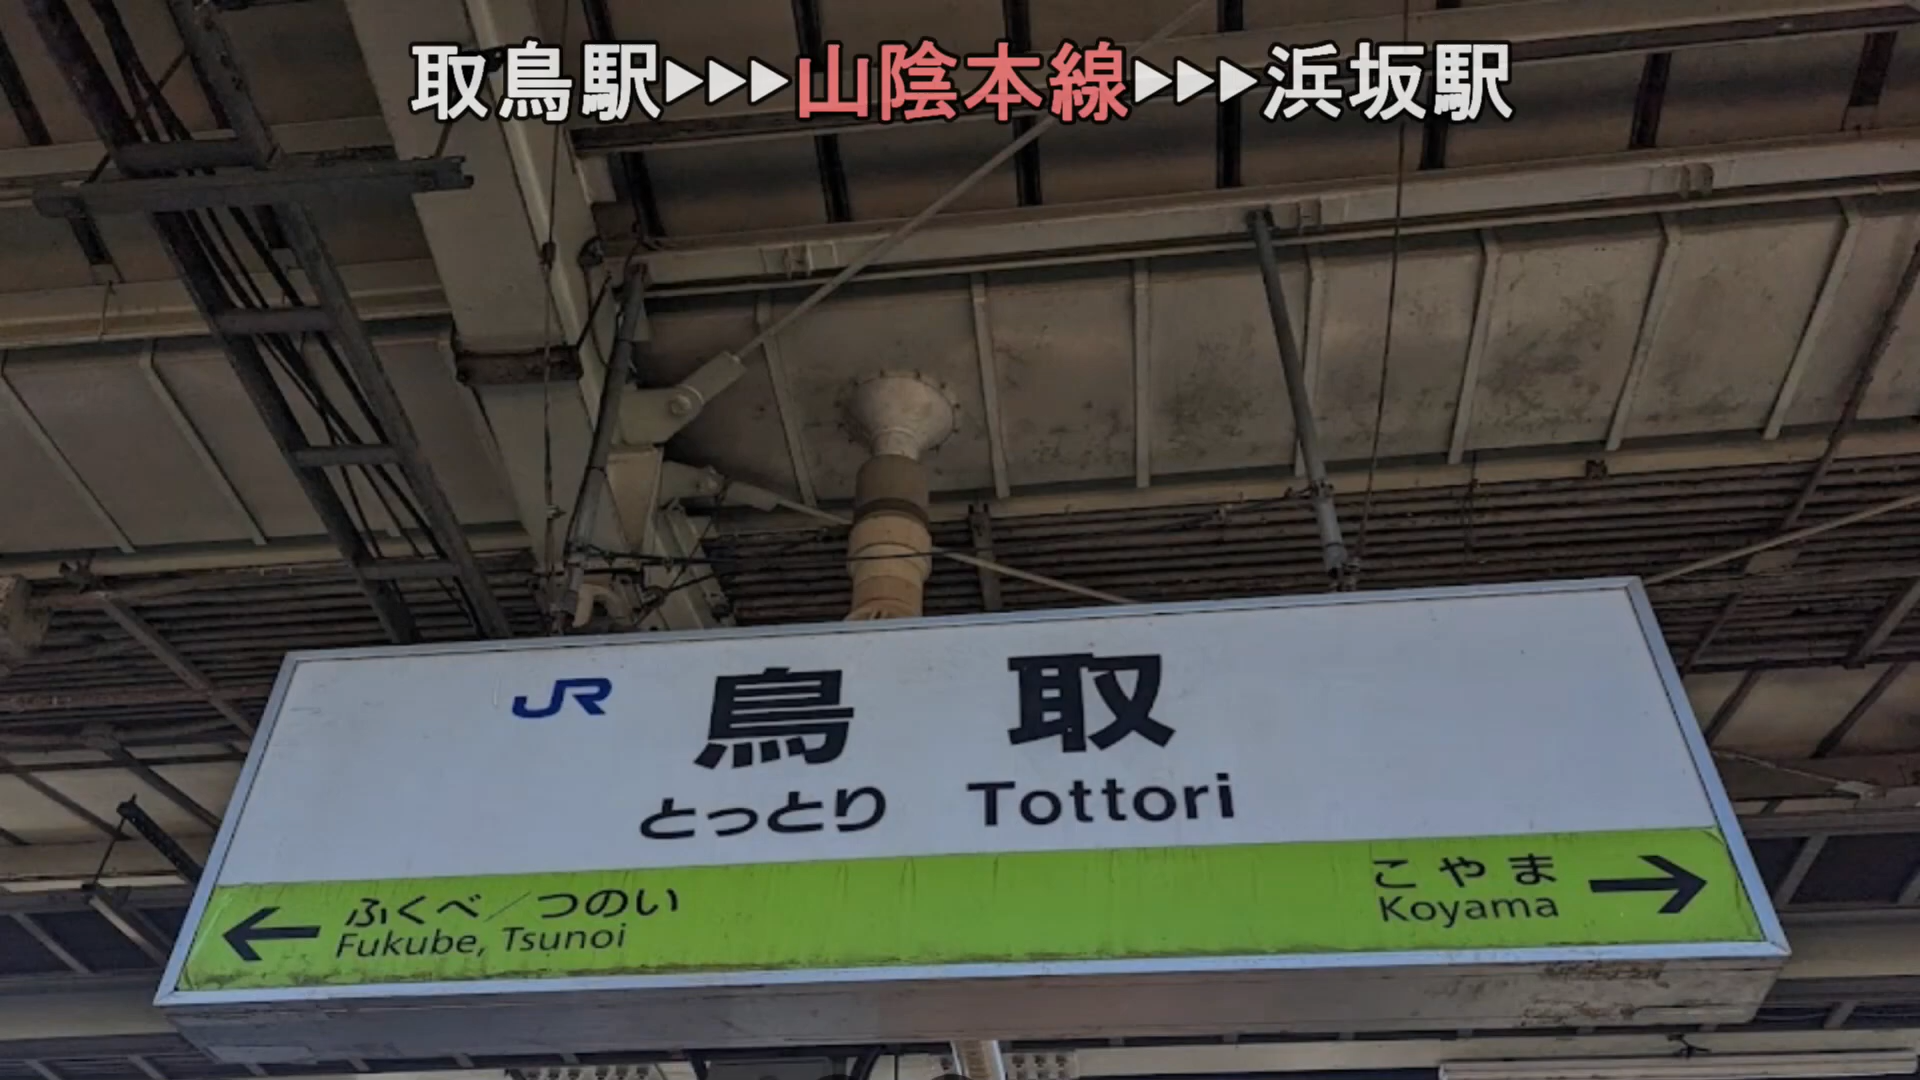 取鳥駅▶▶▶山陰本線▶▶▶浜坂駅
JR 鳥取
とっとり Tottori
ふくべ/つのい
Fukube, Tsunoi
こやま
Koyama